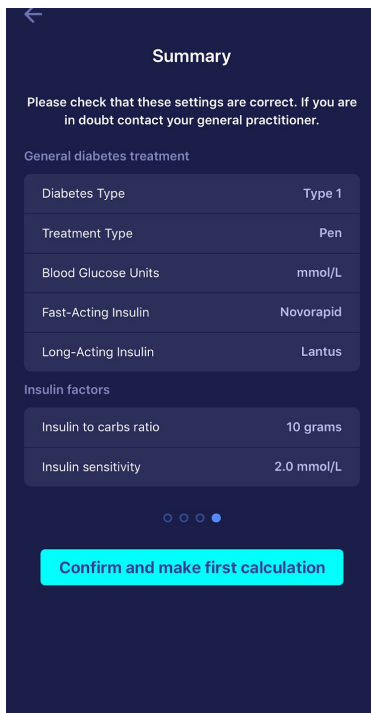 Summary
Please check that these settings are correct. If you are
in doubt contact your general practitioner.
General diabetes treatment
Diabetes Type Type 1
Treatment Type Pen
Blood Glucose Units mmol/L
Fast-Acting Insulin Novorapid
Long-Acting Insulin Lantus
Insulin factors
Insulin to carbs ratio 10 grams
Insulin sensitivity 2.0 mmol/L
Confirm and make first calculation